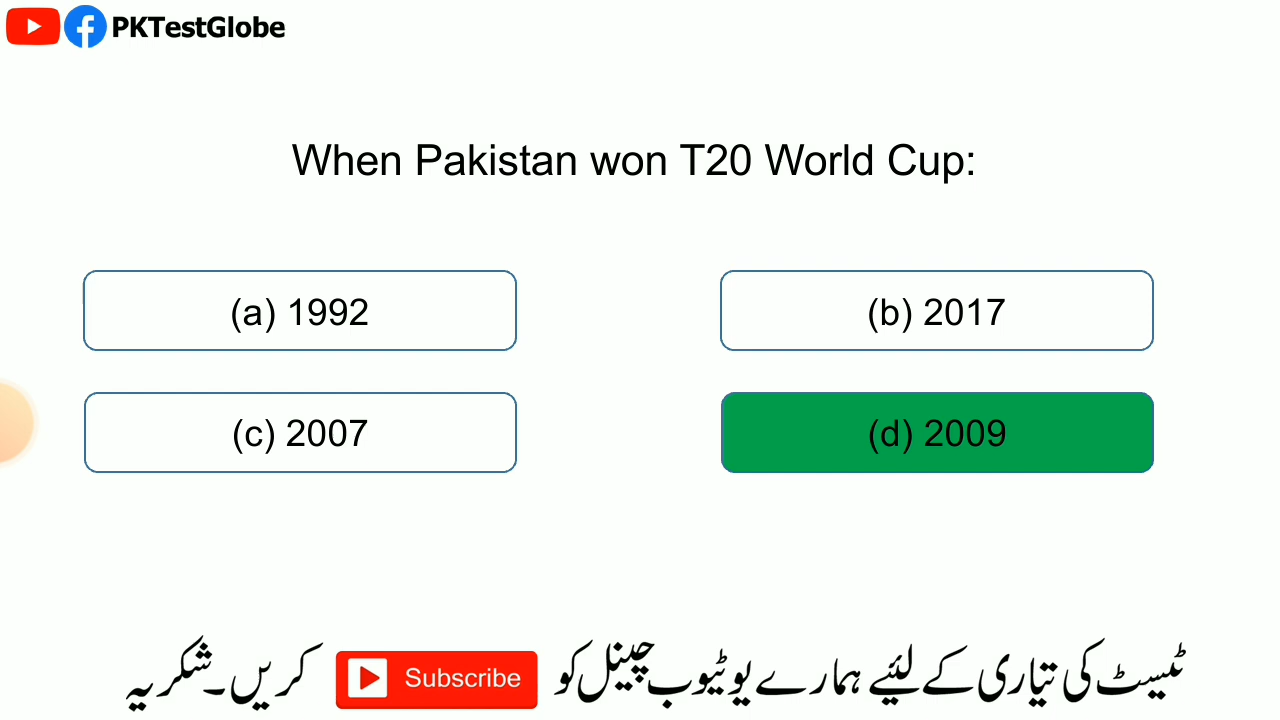 PKTestGlobe
When Pakistan won T20 World Cup:
(a) 1992
(b) 2017
(c) 2007
(d) 2009
ٹیسٹ کی تیاری کے لئیے ہمارے یوٹیوب چینل کو Subscribe کریں۔شکریہ